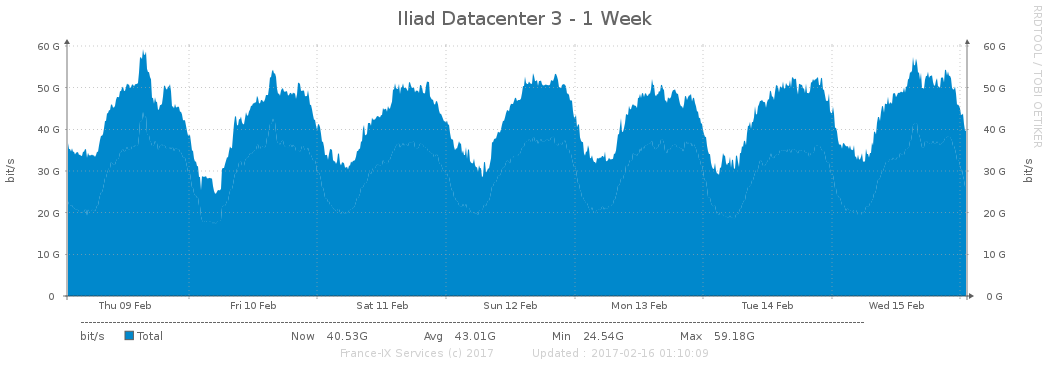 Iliad Datacenter 3 - 1 Week
RRDTOOL / TOBI OETIKER
60 G 60 G
50 G 50 G
40 G 40 G
30 G 30 G
20 G 20 G
10 G 10 G
0 0 G
bit/s bit/s
Thu 09 Feb Fri 10 Feb Sat 11 Feb Sun 12 Feb Mon 13 Feb Tue 14 Feb Wed 15 Feb
bit/s Total Now 40.53G Avg 43.01G Min 24.54G Max 59.18G
France-IX Services (c) 2017 Updated : 2017-02-16 01:10:09